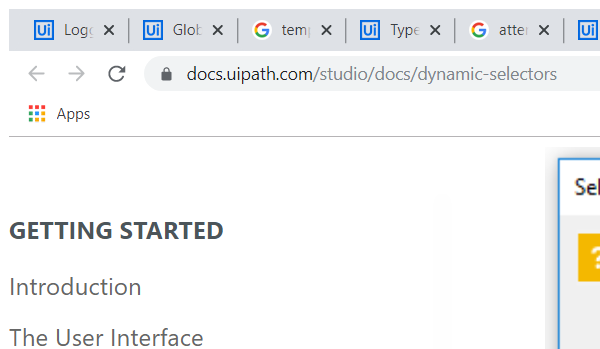 Ui Logg Ui Glob G temp Ui Type G atter Ui
docs.uipath.com/studio/docs/dynamic-selectors
Apps
Sel
?
GETTING STARTED
Introduction
The User Interface